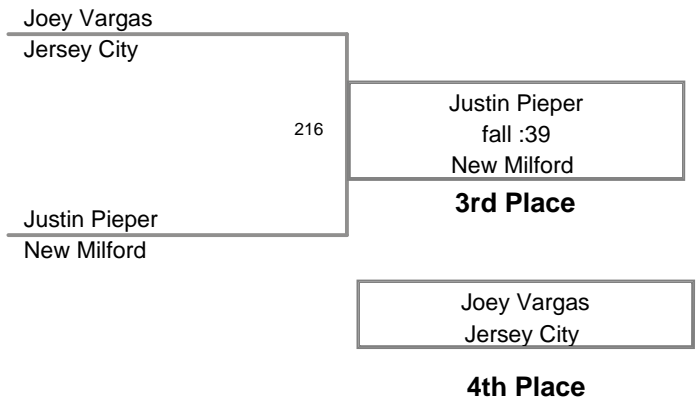 Joey Vargas
Jersey City
216
Justin Pieper
fall :39
New Milford
3rd Place
Justin Pieper
New Milford
Joey Vargas
Jersey City
4th Place